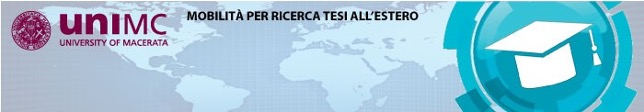 MOBILITÀ PER RICERCA TESI ALL'ESTERO
unIMC
UNIVERSITY OF MACERATA